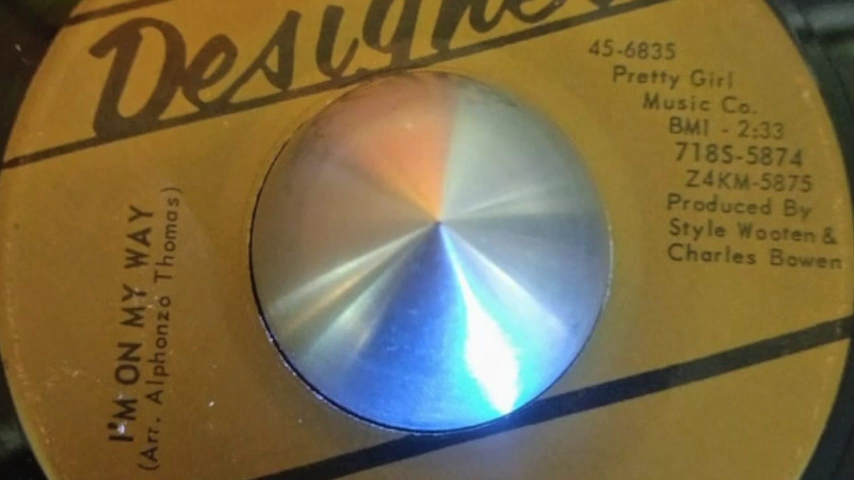 Designer
45-6835
Pretty Girl
Music Co.
BMI - 2:33
718S-5874
Z4KM-5875
Produced By
Style Wooten &
Charles Bowen
I'M ON MY WAY
(Arr. Alphonzo Thomas)